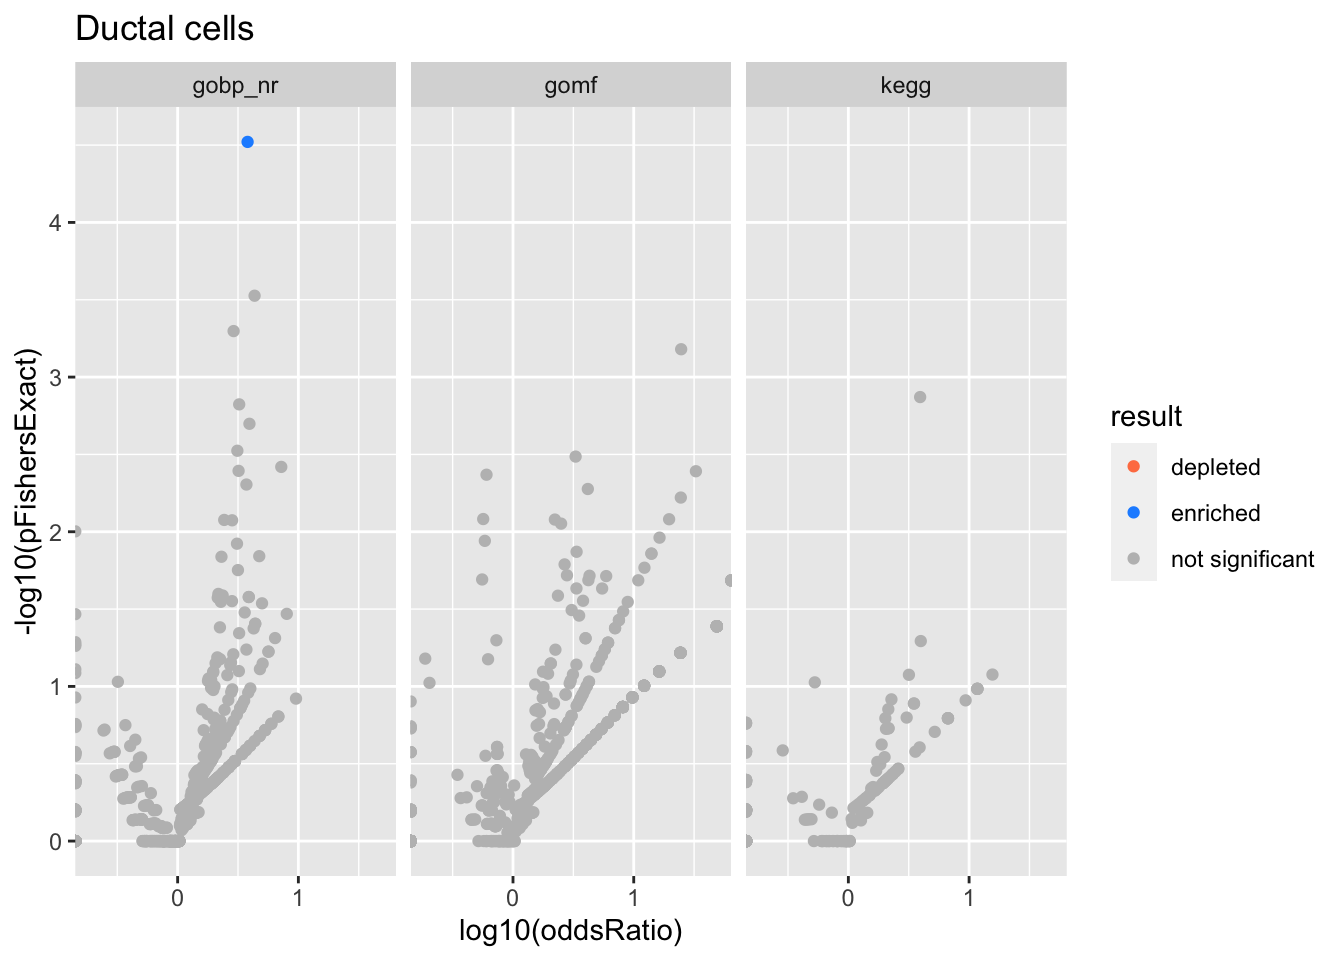 Ductal cells
gobp_nr gomf kegg
-log10(pFishersExact)
4
3
2
1
0
0 1 0 1 0 1
log10(oddsRatio)
result
depleted
enriched
not significant